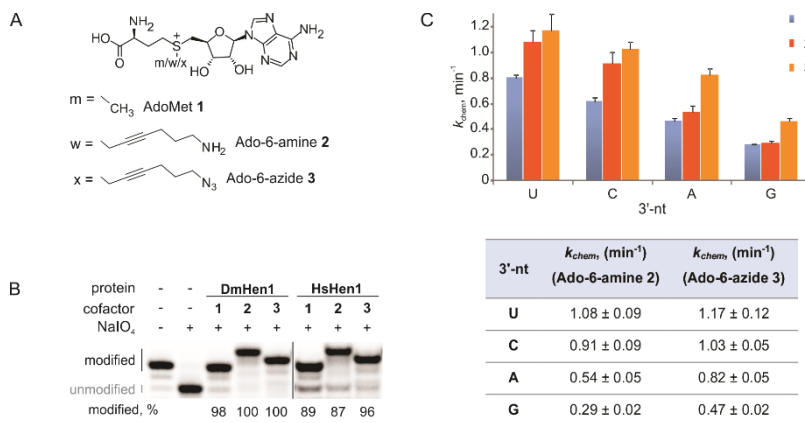 A
NH2
HO
O
S
+
m/w/x
O
HO
OH
N
N
N
N
NH2
m =
CH3
AdoMet 1
w =
NH2
Ado-6-amine 2
x =
N3
Ado-6-azide 3
B
protein - - DmHen1 HsHen1
cofactor - - 1 2 3 1 2 3
NaIO4 - + + + + + + +
modified
unmodified
modified, % 98 100 100 89 87 96
C
kchem, min-1
1.2
1
0.8
0.6
0.4
0.2
0
U C A G
3'-nt
3'-nt kchem, (min-1) (Ado-6-amine 2) kchem, (min-1) (Ado-6-azide 3)
U 1.08 ± 0.09 1.17 ± 0.12
C 0.91 ± 0.09 1.03 ± 0.05
A 0.54 ± 0.05 0.82 ± 0.05
G 0.29 ± 0.02 0.47 ± 0.02